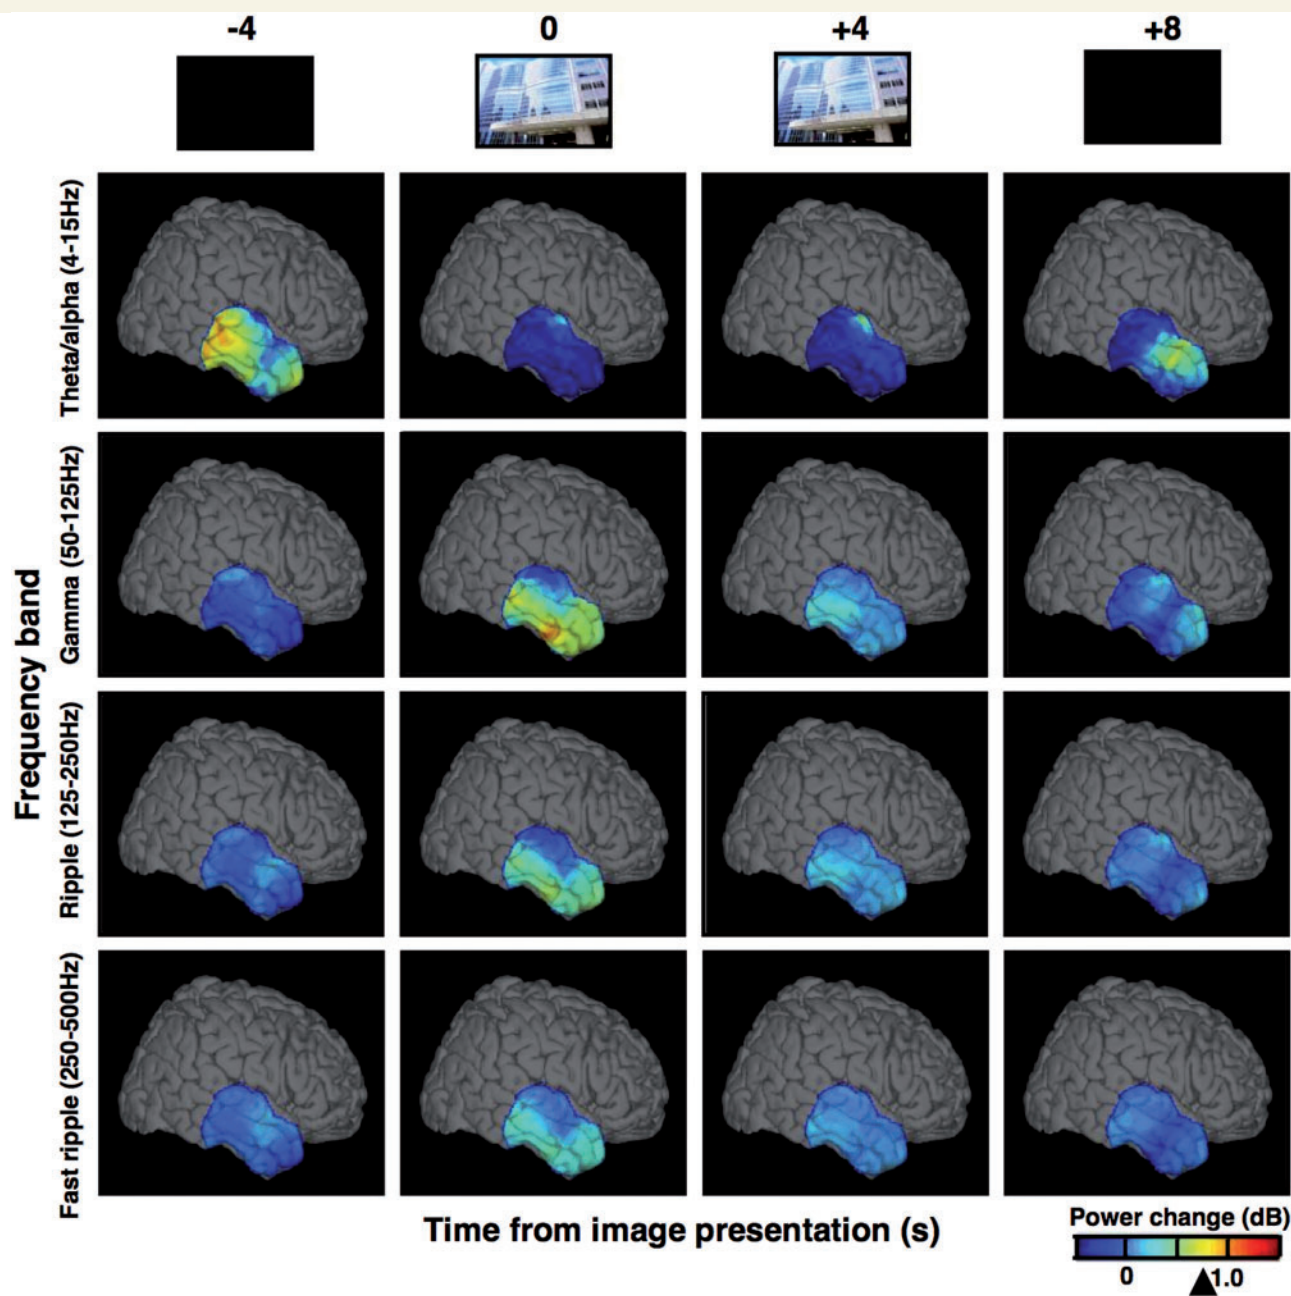 -4 0 +4 +8
Theta/alpha (4-15Hz)
Gamma (50-125Hz)
Ripple (125-250Hz)
Fast ripple (250-500Hz)
Frequency band
Time from image presentation (s)
Power change (dB)
0 1.0